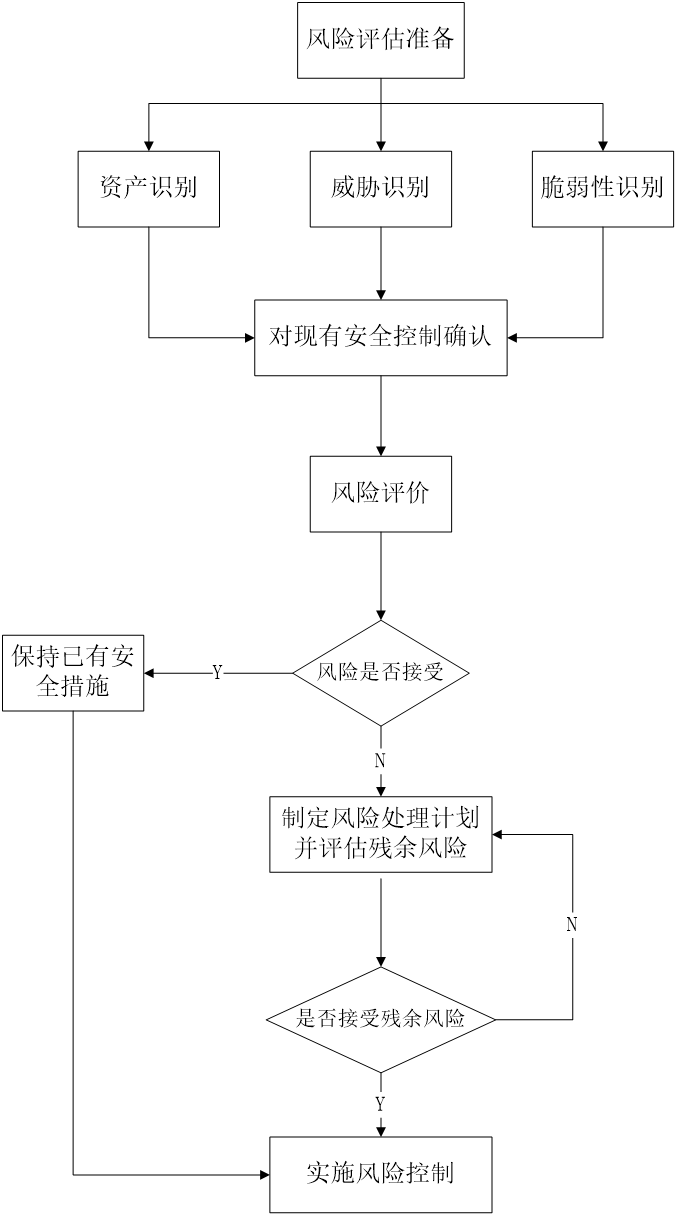 风险评估准备
资产识别
威胁识别
脆弱性识别
对现有安全控制确认
风险评价
风险是否接受
Y
保持已有安
全措施
N
制定风险处理计划
并评估残余风险
N
是否接受残余风险
Y
实施风险控制